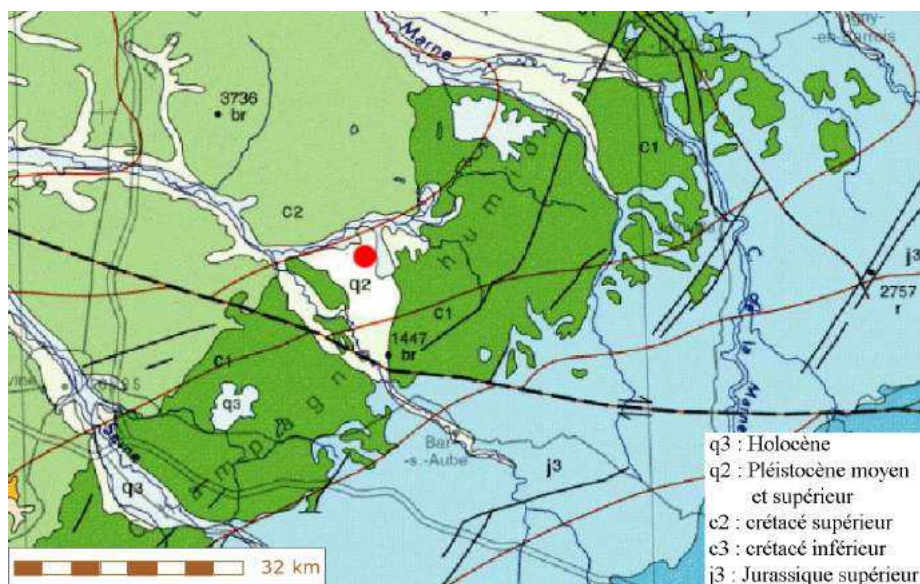 Marne
3736
br
c1
c2
q2
c1
1447
br
c1
q3
q3
j3
2757
r
Marne
Bar
-s.-Aube
j3
q3 : Holocène
q2 : Pléistocène moyen
et supérieur
c2 : crétacé supérieur
c3 : crétacé inférieur
j3 : Jurassique supérieur
32 km